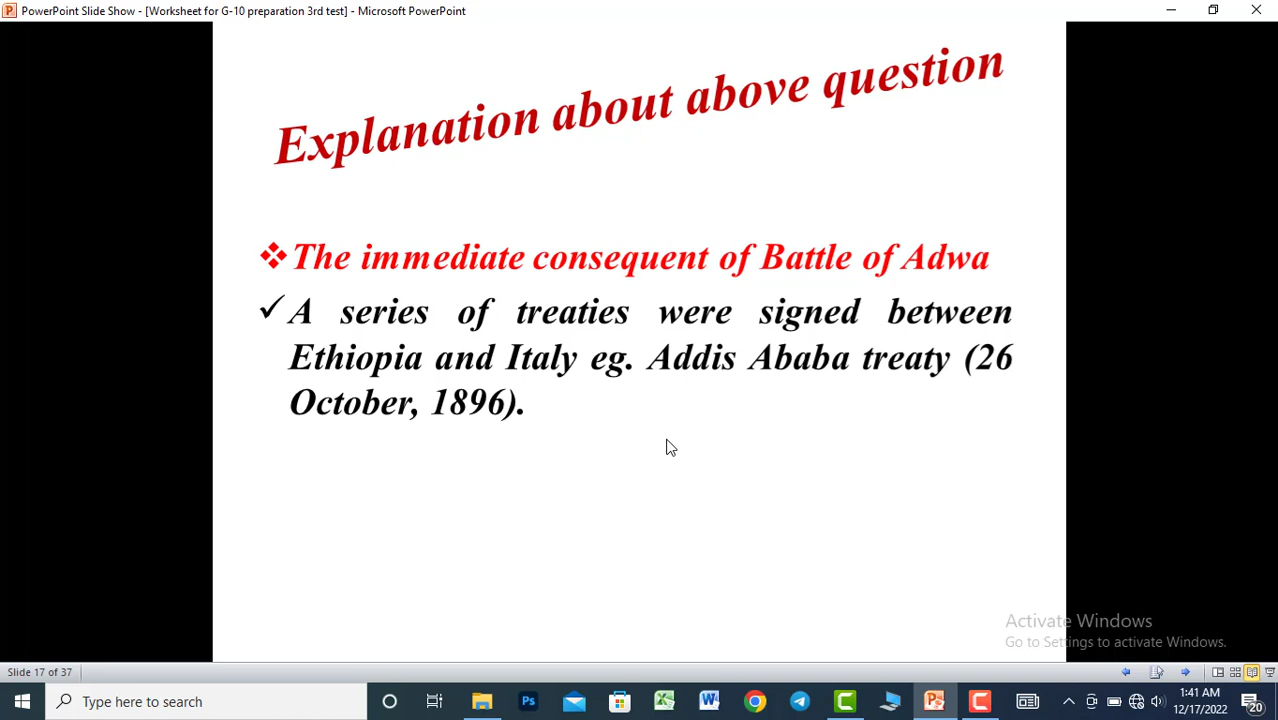 PowerPoint Slide Show - [Worksheet for G-10 preparation 3rd test] - Microsoft PowerPoint
Explanation about above question
❖ The immediate consequent of Battle of Adwa
✓ A series of treaties were signed between
Ethiopia and Italy eg. Addis Ababa treaty (26
October, 1896).
Activate Windows
Go to Settings to activate Windows.
Slide 17 of 37
Type here to search
Ps
1:41 AM
12/17/2022
20